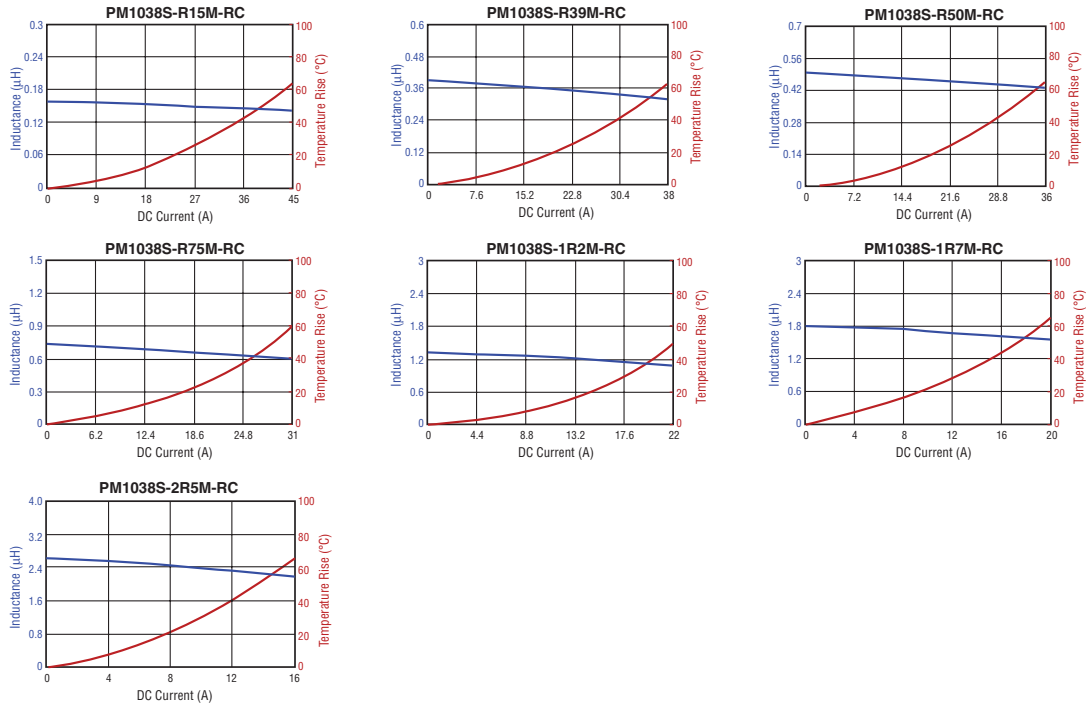 PM1038S-R15M-RC
0.3
0.24
0.18
0.12
0.06
0
Inductance (µH)
100
80
60
40
20
0
Temperature Rise (°C)
0 9 18 27 36 45
DC Current (A)
PM1038S-R39M-RC
0.6
0.48
0.36
0.24
0.12
0
Inductance (µH)
100
80
60
40
20
0
Temperature Rise (°C)
0 7.6 15.2 22.8 30.4 38
DC Current (A)
PM1038S-R50M-RC
0.7
0.56
0.42
0.28
0.14
0
Inductance (µH)
100
80
60
40
20
0
Temperature Rise (°C)
0 7.2 14.4 21.6 28.8 36
DC Current (A)
PM1038S-R75M-RC
1.5
1.2
0.9
0.6
0.3
0
Inductance (µH)
100
80
60
40
20
0
Temperature Rise (°C)
0 6.2 12.4 18.6 24.8 31
DC Current (A)
PM1038S-1R2M-RC
3
2.4
1.8
1.2
0.6
0
Inductance (µH)
100
80
60
40
20
0
Temperature Rise (°C)
0 4.4 8.8 13.2 17.6 22
DC Current (A)
PM1038S-1R7M-RC
3
2.4
1.8
1.2
0.6
0
Inductance (µH)
100
80
60
40
20
0
Temperature Rise (°C)
0 4 8 12 16 20
DC Current (A)
PM1038S-2R5M-RC
4.0
3.2
2.4
1.6
0.8
0
Inductance (µH)
100
80
60
40
20
0
Temperature Rise (°C)
0 4 8 12 16
DC Current (A)